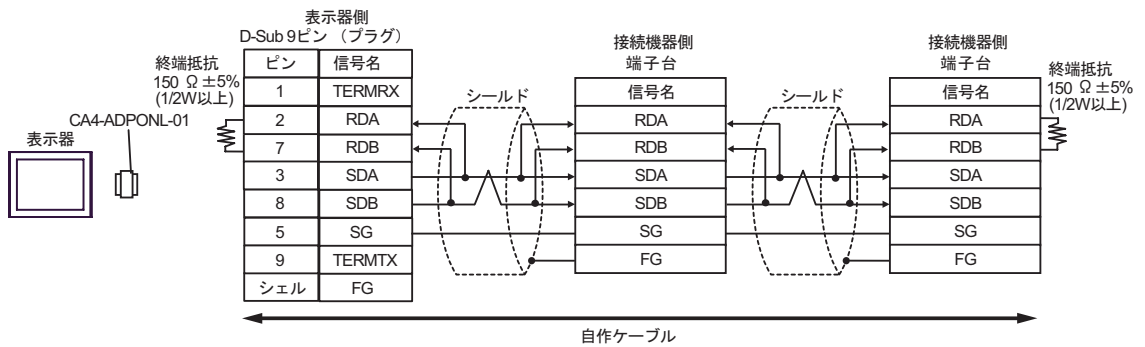 表示器側
D-Sub 9ピン （プラグ）
終端抵抗
150 Ω ±5%
(1/2W以上)
CA4-ADPONL-01
表示器
ピン 信号名
1 TERMRX
2 RDA
7 RDB
3 SDA
8 SDB
5 SG
9 TERMTX
シェル FG
シールド
接続機器側
端子台
信号名
RDA
RDB
SDA
SDB
SG
FG
シールド
接続機器側
端子台
信号名
RDA
RDB
SDA
SDB
SG
FG
終端抵抗
150 Ω ±5%
(1/2W以上)
自作ケーブル